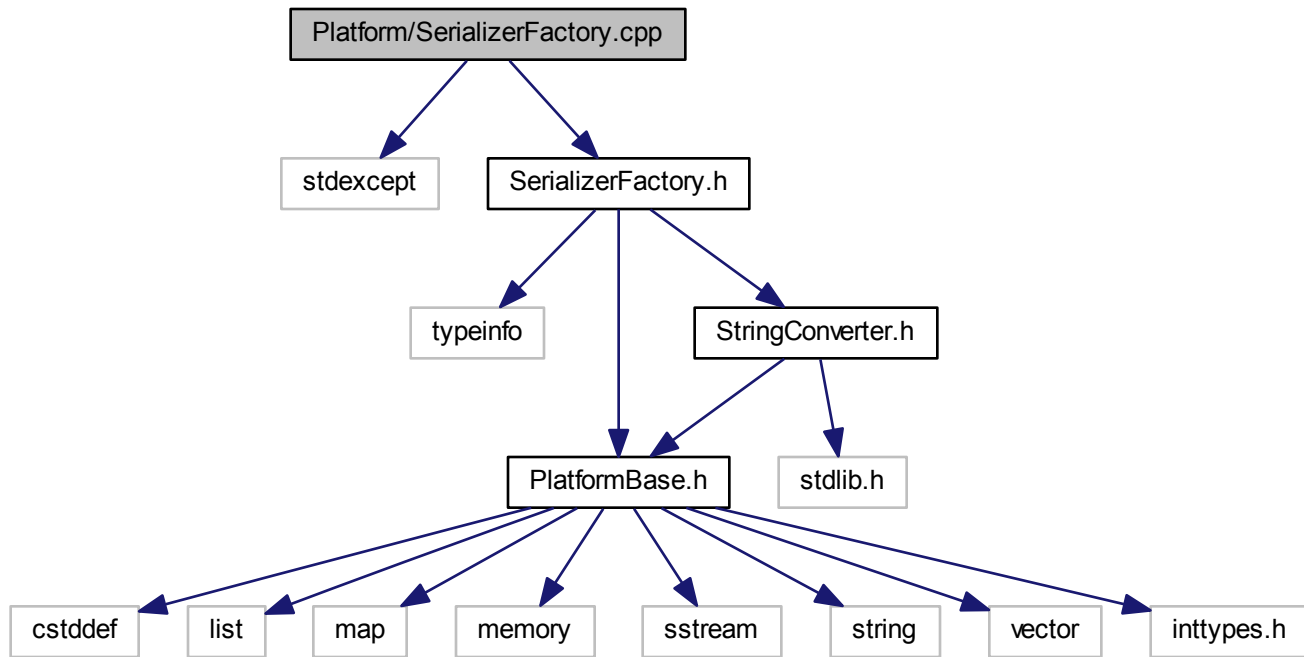 Platform/SerializerFactory.cpp
stdexcept
SerializerFactory.h
typeinfo
StringConverter.h
PlatformBase.h
stdlib.h
cstddef
list
map
memory
sstream
string
vector
inttypes.h